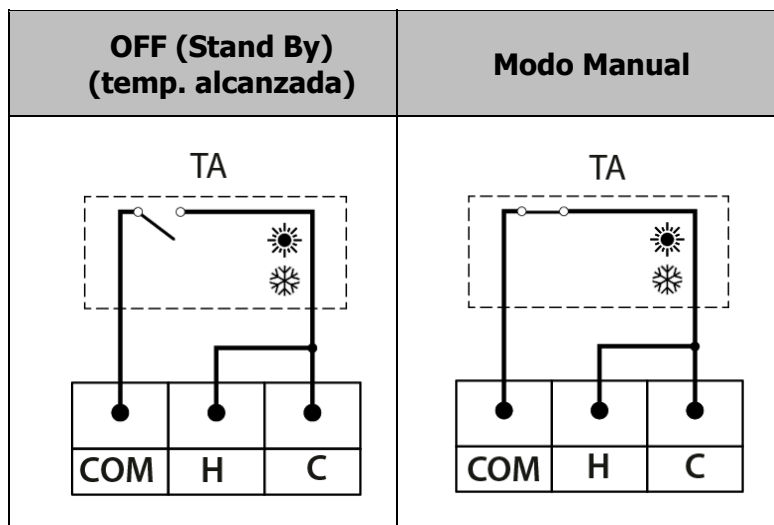 OFF (Stand By)
(temp. alcanzada)
Modo Manual
TA
COM H C
TA
COM H C